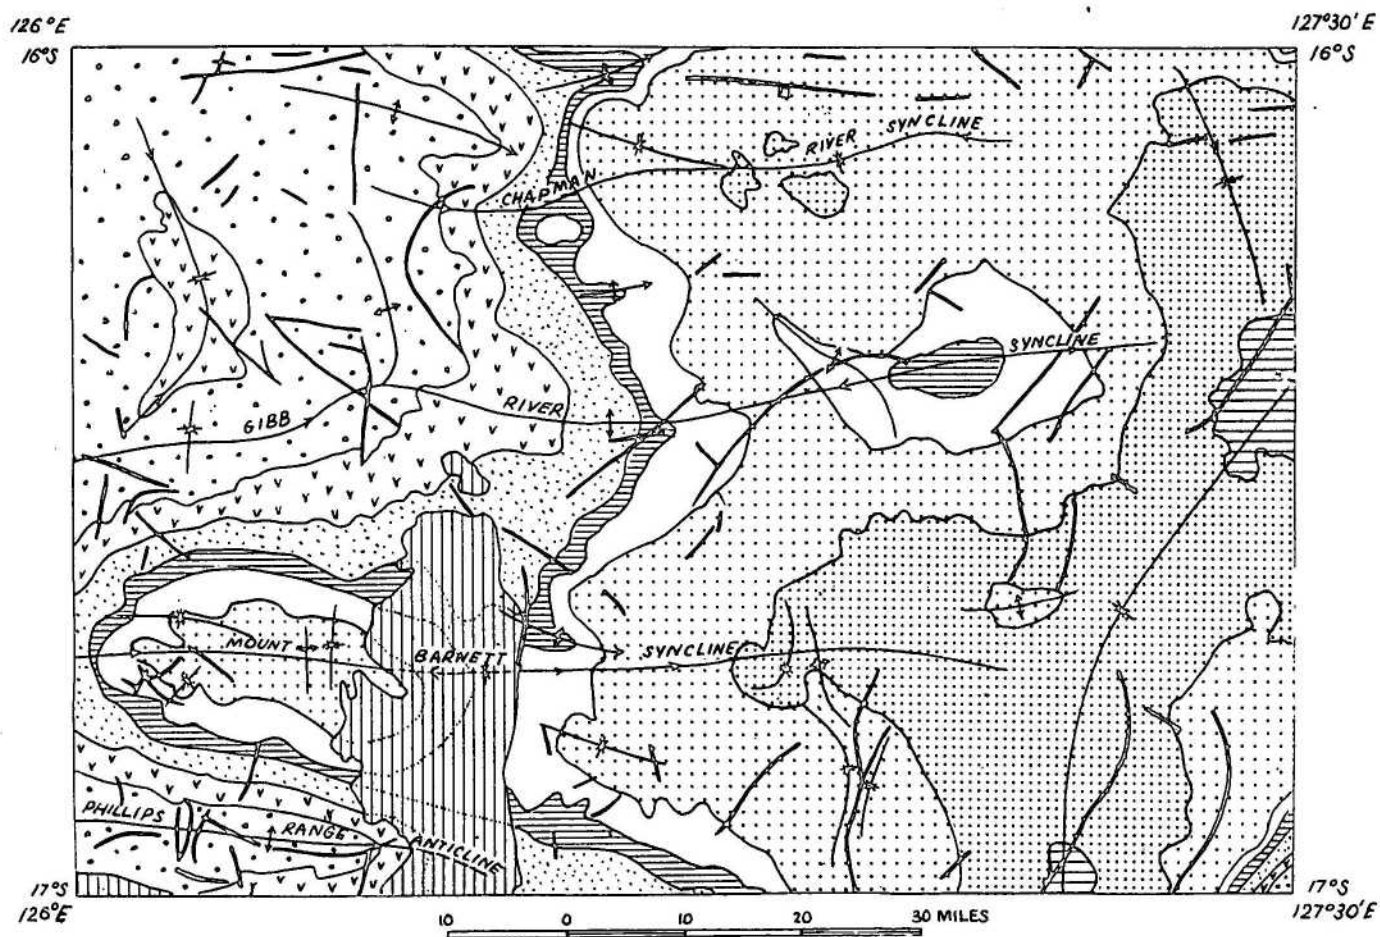 126°E
127°30' E
16°S
16°S
CHAPMAN RIVER SYNCLINE
GIBB RIVER SYNCLINE
MOUNT BARNETT SYNCLINE
PHILLIPS RANGE ANTICLINE
17°S
17°S
126°E
127°30'E
10 0 10 20 30 MILES